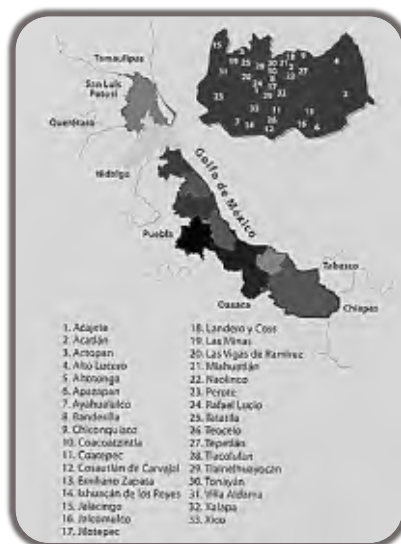 Tamaulipas
San Luis
Potosí
Querétaro
Hidalgo
Golfo de México
Puebla
Tabasco
Oaxaca
Chiapas
1. Acajete
2. Acatlán
3. Actopan
4. Alto Lucero
5. Altotonga
6. Apazapan
7. Ayahualulco
8. Banderilla
9. Chiconquiaco
10. Coacoatzintla
11. Coatepec
12. Cosautlán de Carvajal
13. Emiliano Zapata
14. Ixhuacán de los Reyes
15. Jalacingo
16. Jalcomulco
17. Jilotepec
18. Landero y Coss
19. Las Minas
20. Las Vigas de Ramírez
21. Miahuatlán
22. Naolinco
23. Perote
24. Rafael Lucio
25. Tatatila
26. Teocelo
27. Tepetlán
28. Tlacolulan
29. Tlalnelhuayocan
30. Tonayán
31. Villa Aldama
32. Xalapa
33. Xico